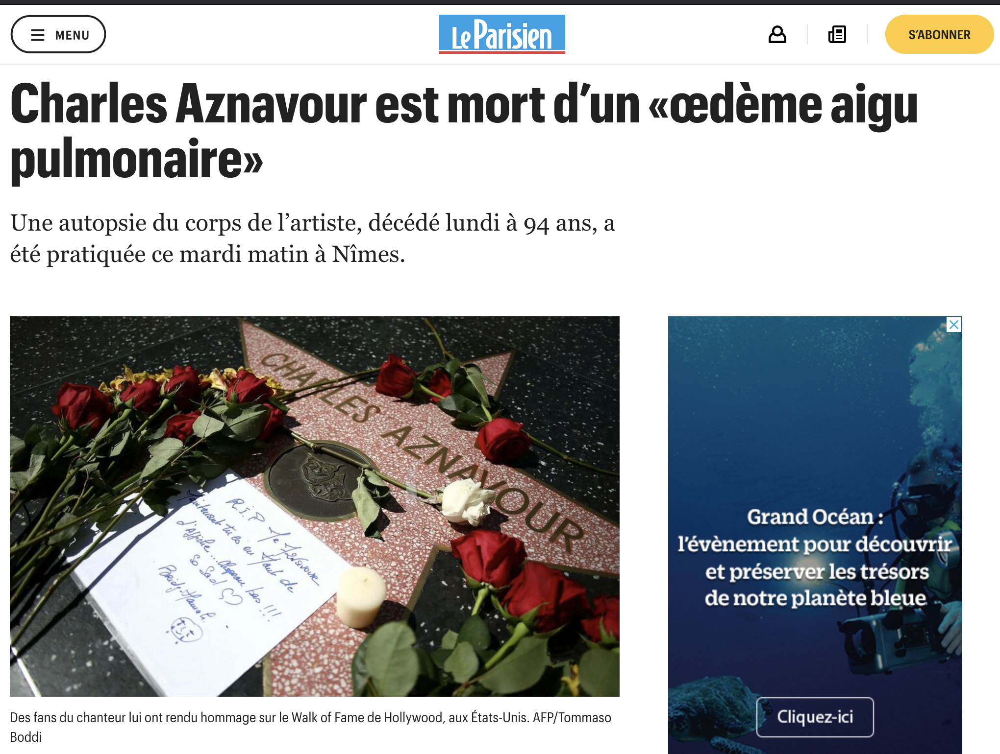 MENU
Le Parisien
S’ABONNER
Charles Aznavour est mort d’un «œdème aigu
pulmonaire»
Une autopsie du corps de l’artiste, décédé lundi à 94 ans, a
été pratiquée ce mardi matin à Nîmes.
CHARLES AZNAVOUR
R.I.P Mr Aznavour
Maintenant tu es en Haut de
l'Affiche... Chapeau bas !!!
So Sad
Des fans du chanteur lui ont rendu hommage sur le Walk of Fame de Hollywood, aux États-Unis. AFP/Tommaso
Boddi
Grand Océan :
l’évènement pour découvrir
et préserver les trésors
de notre planète bleue
Cliquez-ici